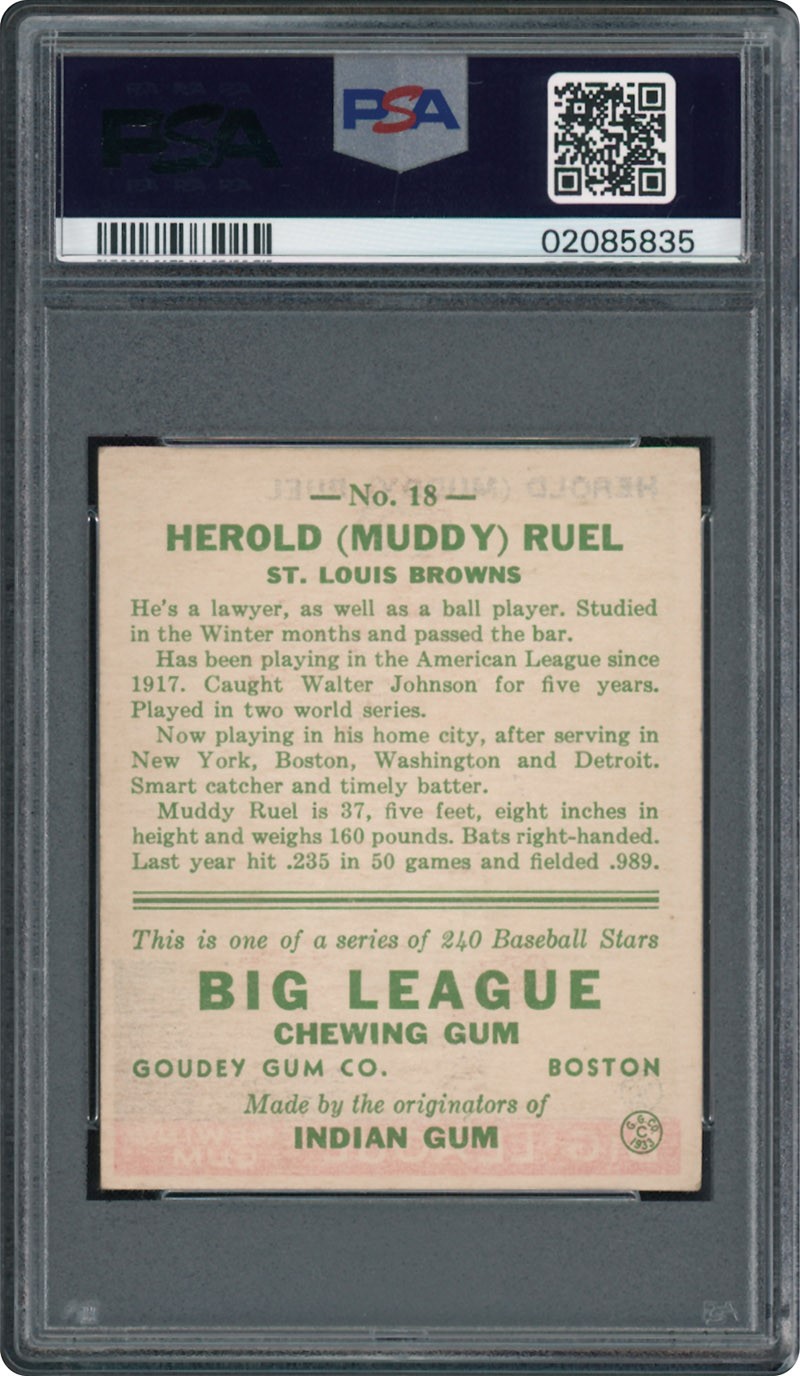 PSA
PSA
02085835
— No. 18 —
HEROLD (MUDDY) RUEL
ST. LOUIS BROWNS
He's a lawyer, as well as a ball player. Studied
in the Winter months and passed the bar.
Has been playing in the American League since
1917. Caught Walter Johnson for five years.
Played in two world series.
Now playing in his home city, after serving in
New York, Boston, Washington and Detroit.
Smart catcher and timely batter.
Muddy Ruel is 37, five feet, eight inches in
height and weighs 160 pounds. Bats right-handed.
Last year hit .235 in 50 games and fielded .989.
This is one of a series of 240 Baseball Stars
BIG LEAGUE
CHEWING GUM
GOUDEY GUM CO. BOSTON
Made by the originators of
INDIAN GUM
G. G. CO.
C
1933
PSA